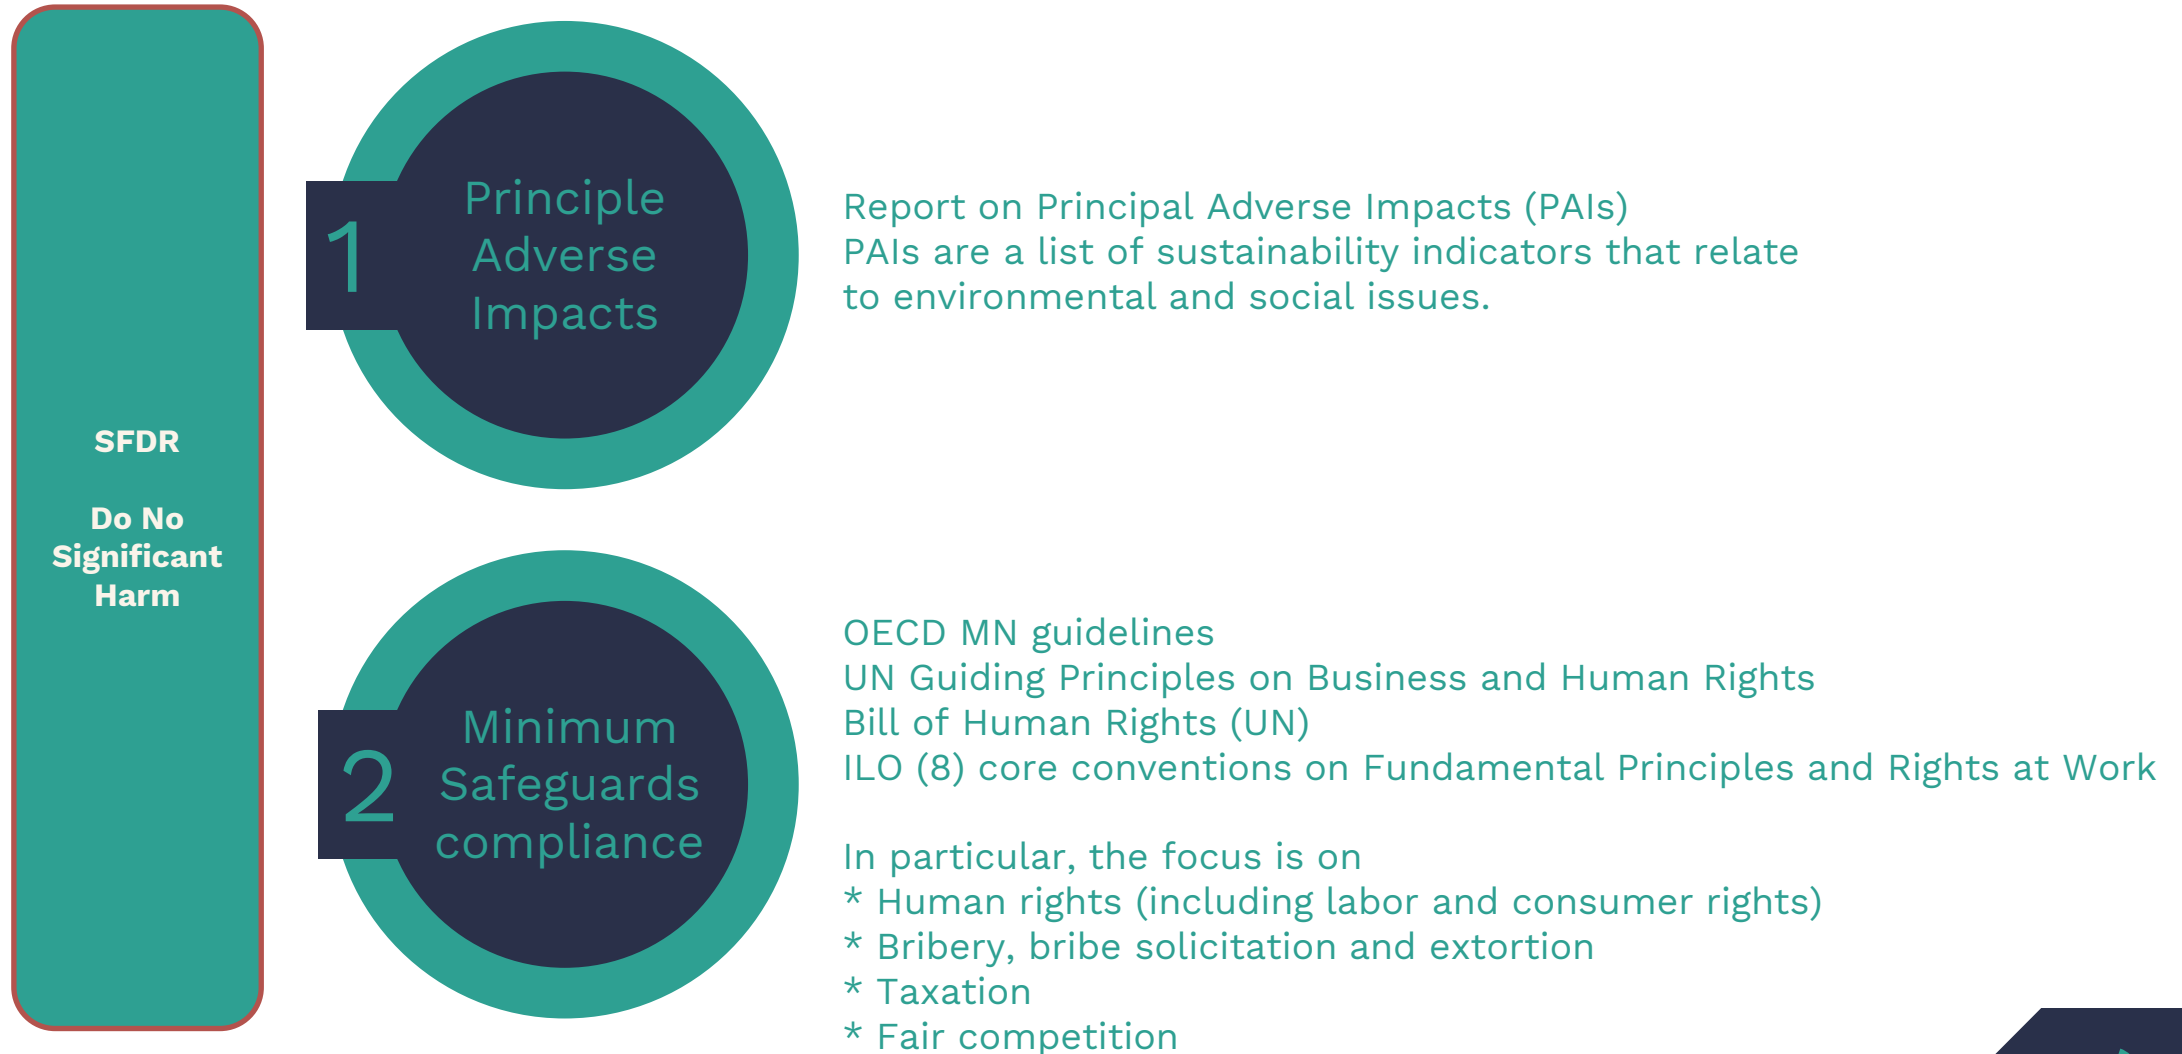 SFDR
Do No
Significant
Harm
1
Principle
Adverse
Impacts
Report on Principal Adverse Impacts (PAIs)
PAIs are a list of sustainability indicators that relate
to environmental and social issues.
2
Minimum
Safeguards
compliance
OECD MN guidelines
UN Guiding Principles on Business and Human Rights
Bill of Human Rights (UN)
ILO (8) core conventions on Fundamental Principles and Rights at Work
In particular, the focus is on
* Human rights (including labor and consumer rights)
* Bribery, bribe solicitation and extortion
* Taxation
* Fair competition